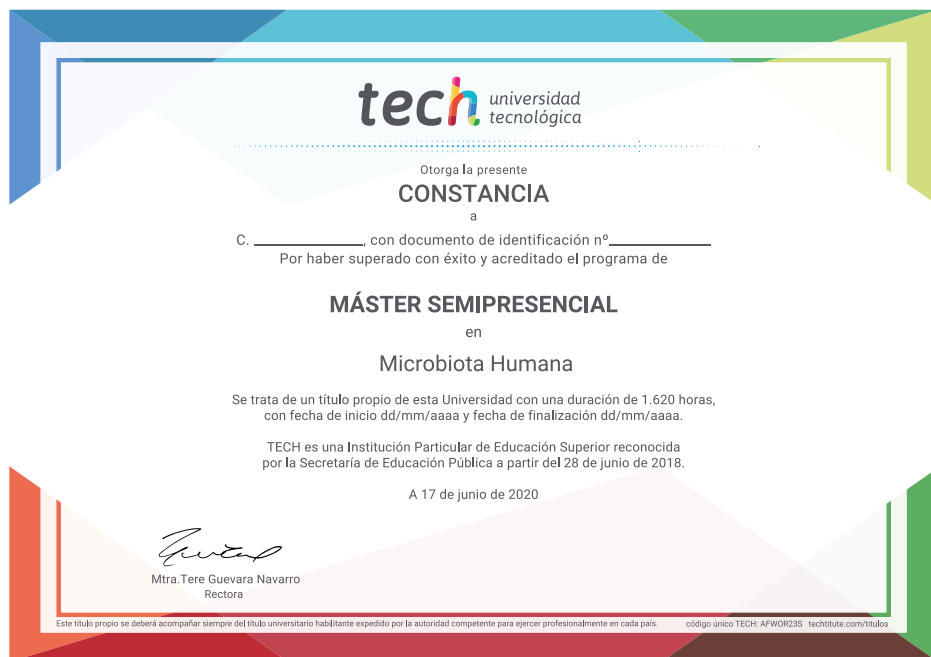 tech universidad
tecnológica
Otorga la presente
CONSTANCIA
a
C. ______________, con documento de identificación nº______________
Por haber superado con éxito y acreditado el programa de
MÁSTER SEMIPRESENCIAL
en
Microbiota Humana
Se trata de un título propio de esta Universidad con una duración de 1.620 horas,
con fecha de inicio dd/mm/aaaa y fecha de finalización dd/mm/aaaa.
TECH es una Institución Particular de Educación Superior reconocida
por la Secretaría de Educación Pública a partir del 28 de junio de 2018.
A 17 de junio de 2020
Mtra.Tere Guevara Navarro
Rectora
Este título propio se deberá acompañar siempre del título universitario habilitante expedido por la autoridad competente para ejercer profesionalmente en cada país. código único TECH: AFWOR23S techtitute.com/titulos